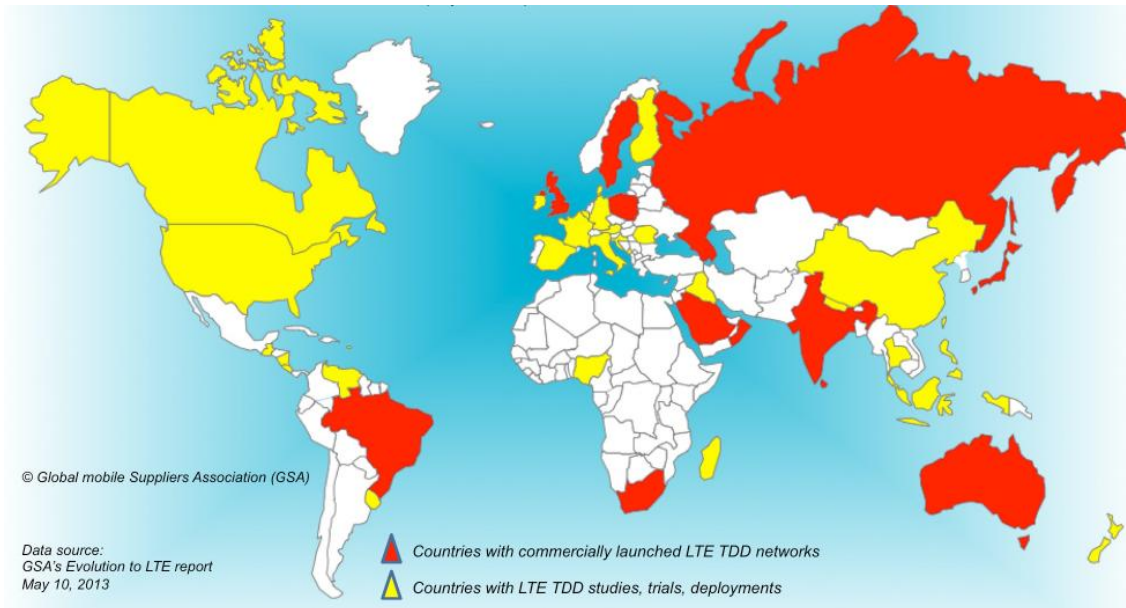 © Global mobile Suppliers Association (GSA)
Data source:
GSA's Evolution to LTE report
May 10, 2013
Countries with commercially launched LTE TDD networks
Countries with LTE TDD studies, trials, deployments